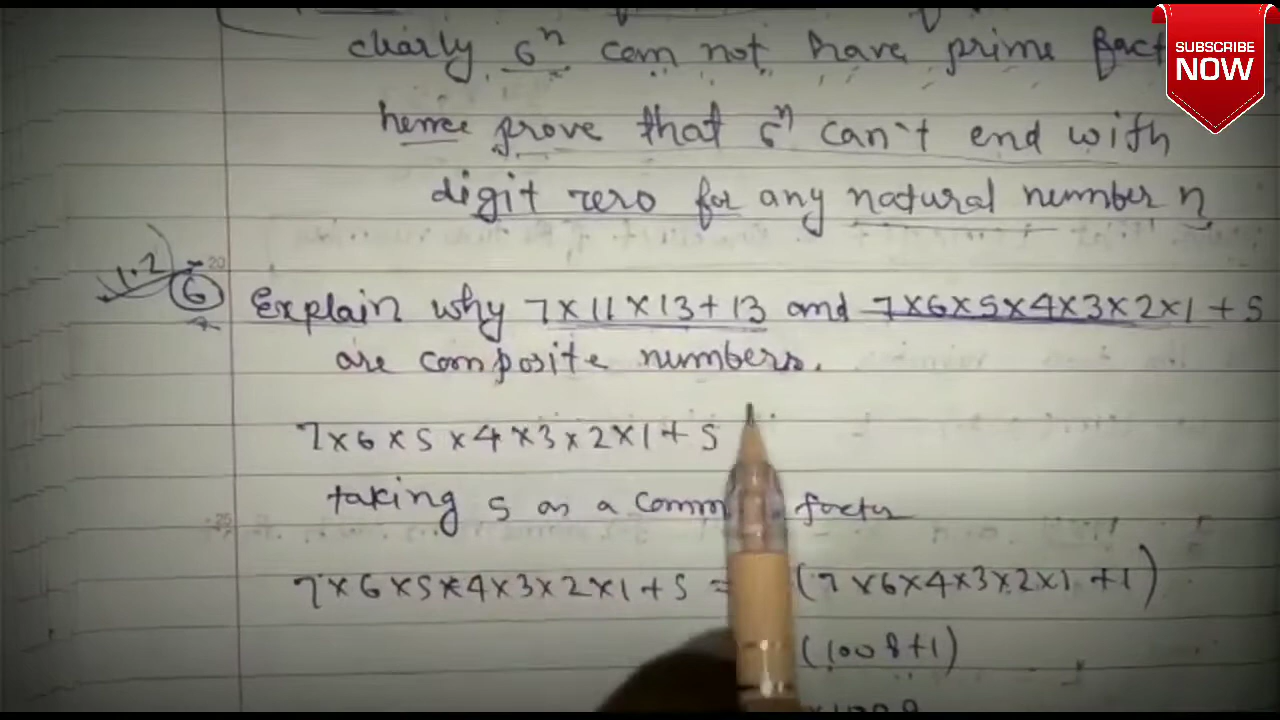 clearly 6ⁿ can not have prime fact
SUBSCRIBE
NOW
hence prove that 6ⁿ can't end with
digit zero for any natural number n
1.2
6 Explain why 7×11×13+13 and 7×6×5×4×3×2×1+5
are composite numbers.
7×6×5×4×3×2×1+5
taking 5 as a comm factor
7×6×5×4×3×2×1+5 = (7×6×4×3×2×1+1)
(1008+1)
×1009